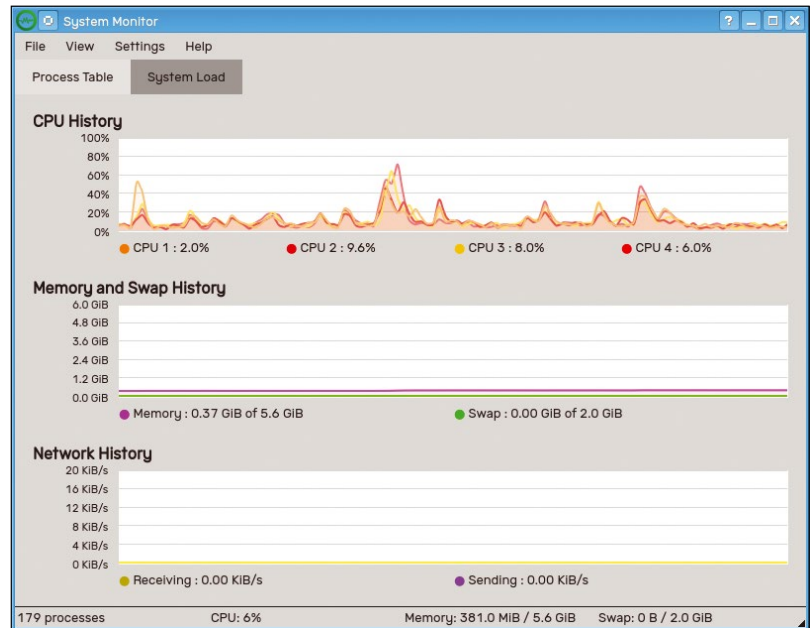 System Monitor
File View Settings Help
Process Table System Load
CPU History
100%
80%
60%
40%
20%
0%
CPU 1 : 2.0% CPU 2 : 9.6% CPU 3 : 8.0% CPU 4 : 6.0%
Memory and Swap History
6.0 GiB
4.8 GiB
3.6 GiB
2.4 GiB
1.2 GiB
0.0 GiB
Memory : 0.37 GiB of 5.6 GiB Swap : 0.00 GiB of 2.0 GiB
Network History
20 KiB/s
16 KiB/s
12 KiB/s
8 KiB/s
4 KiB/s
0 KiB/s
Receiving : 0.00 KiB/s Sending : 0.00 KiB/s
179 processes CPU: 6% Memory: 381.0 MiB / 5.6 GiB Swap: 0 B / 2.0 GiB